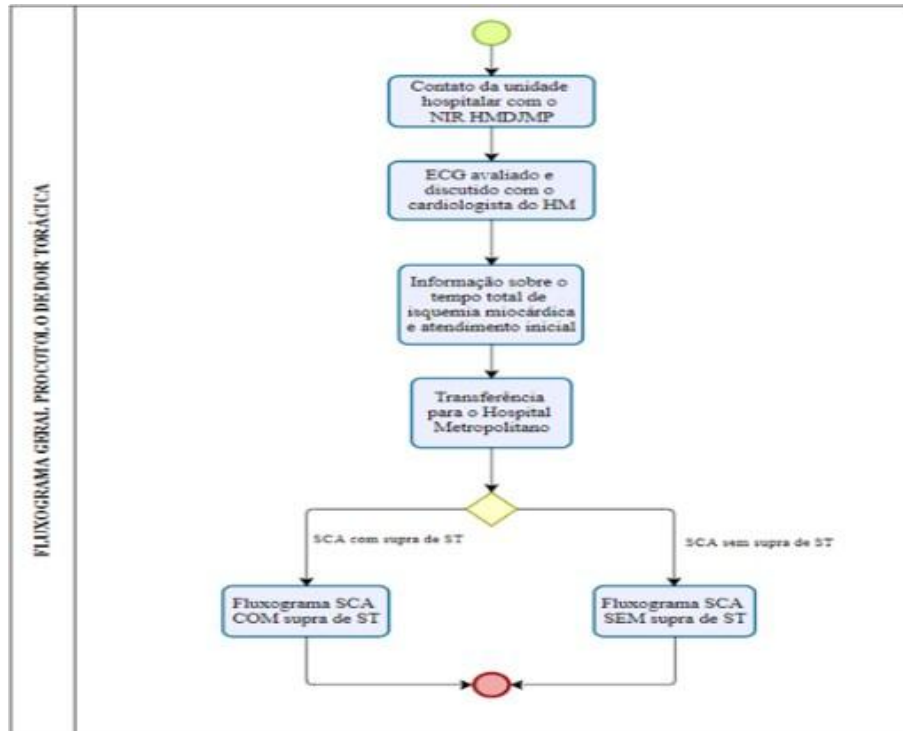 FLUXOGRAMA GERAL PROCOTOLO DE DOR TORÁCICA
Contato da unidade
hospitalar com o
NIR HMDJMP
ECG avaliado e
discutido com o
cardiologista do HM
Informação sobre o
tempo total de
isquemia miocárdica
e atendimento inicial
Transferência
para o Hospital
Metropolitano
SCA com supra de ST
SCA sem supra de ST
Fluxograma SCA
COM supra de ST
Fluxograma SCA
SEM supra de ST